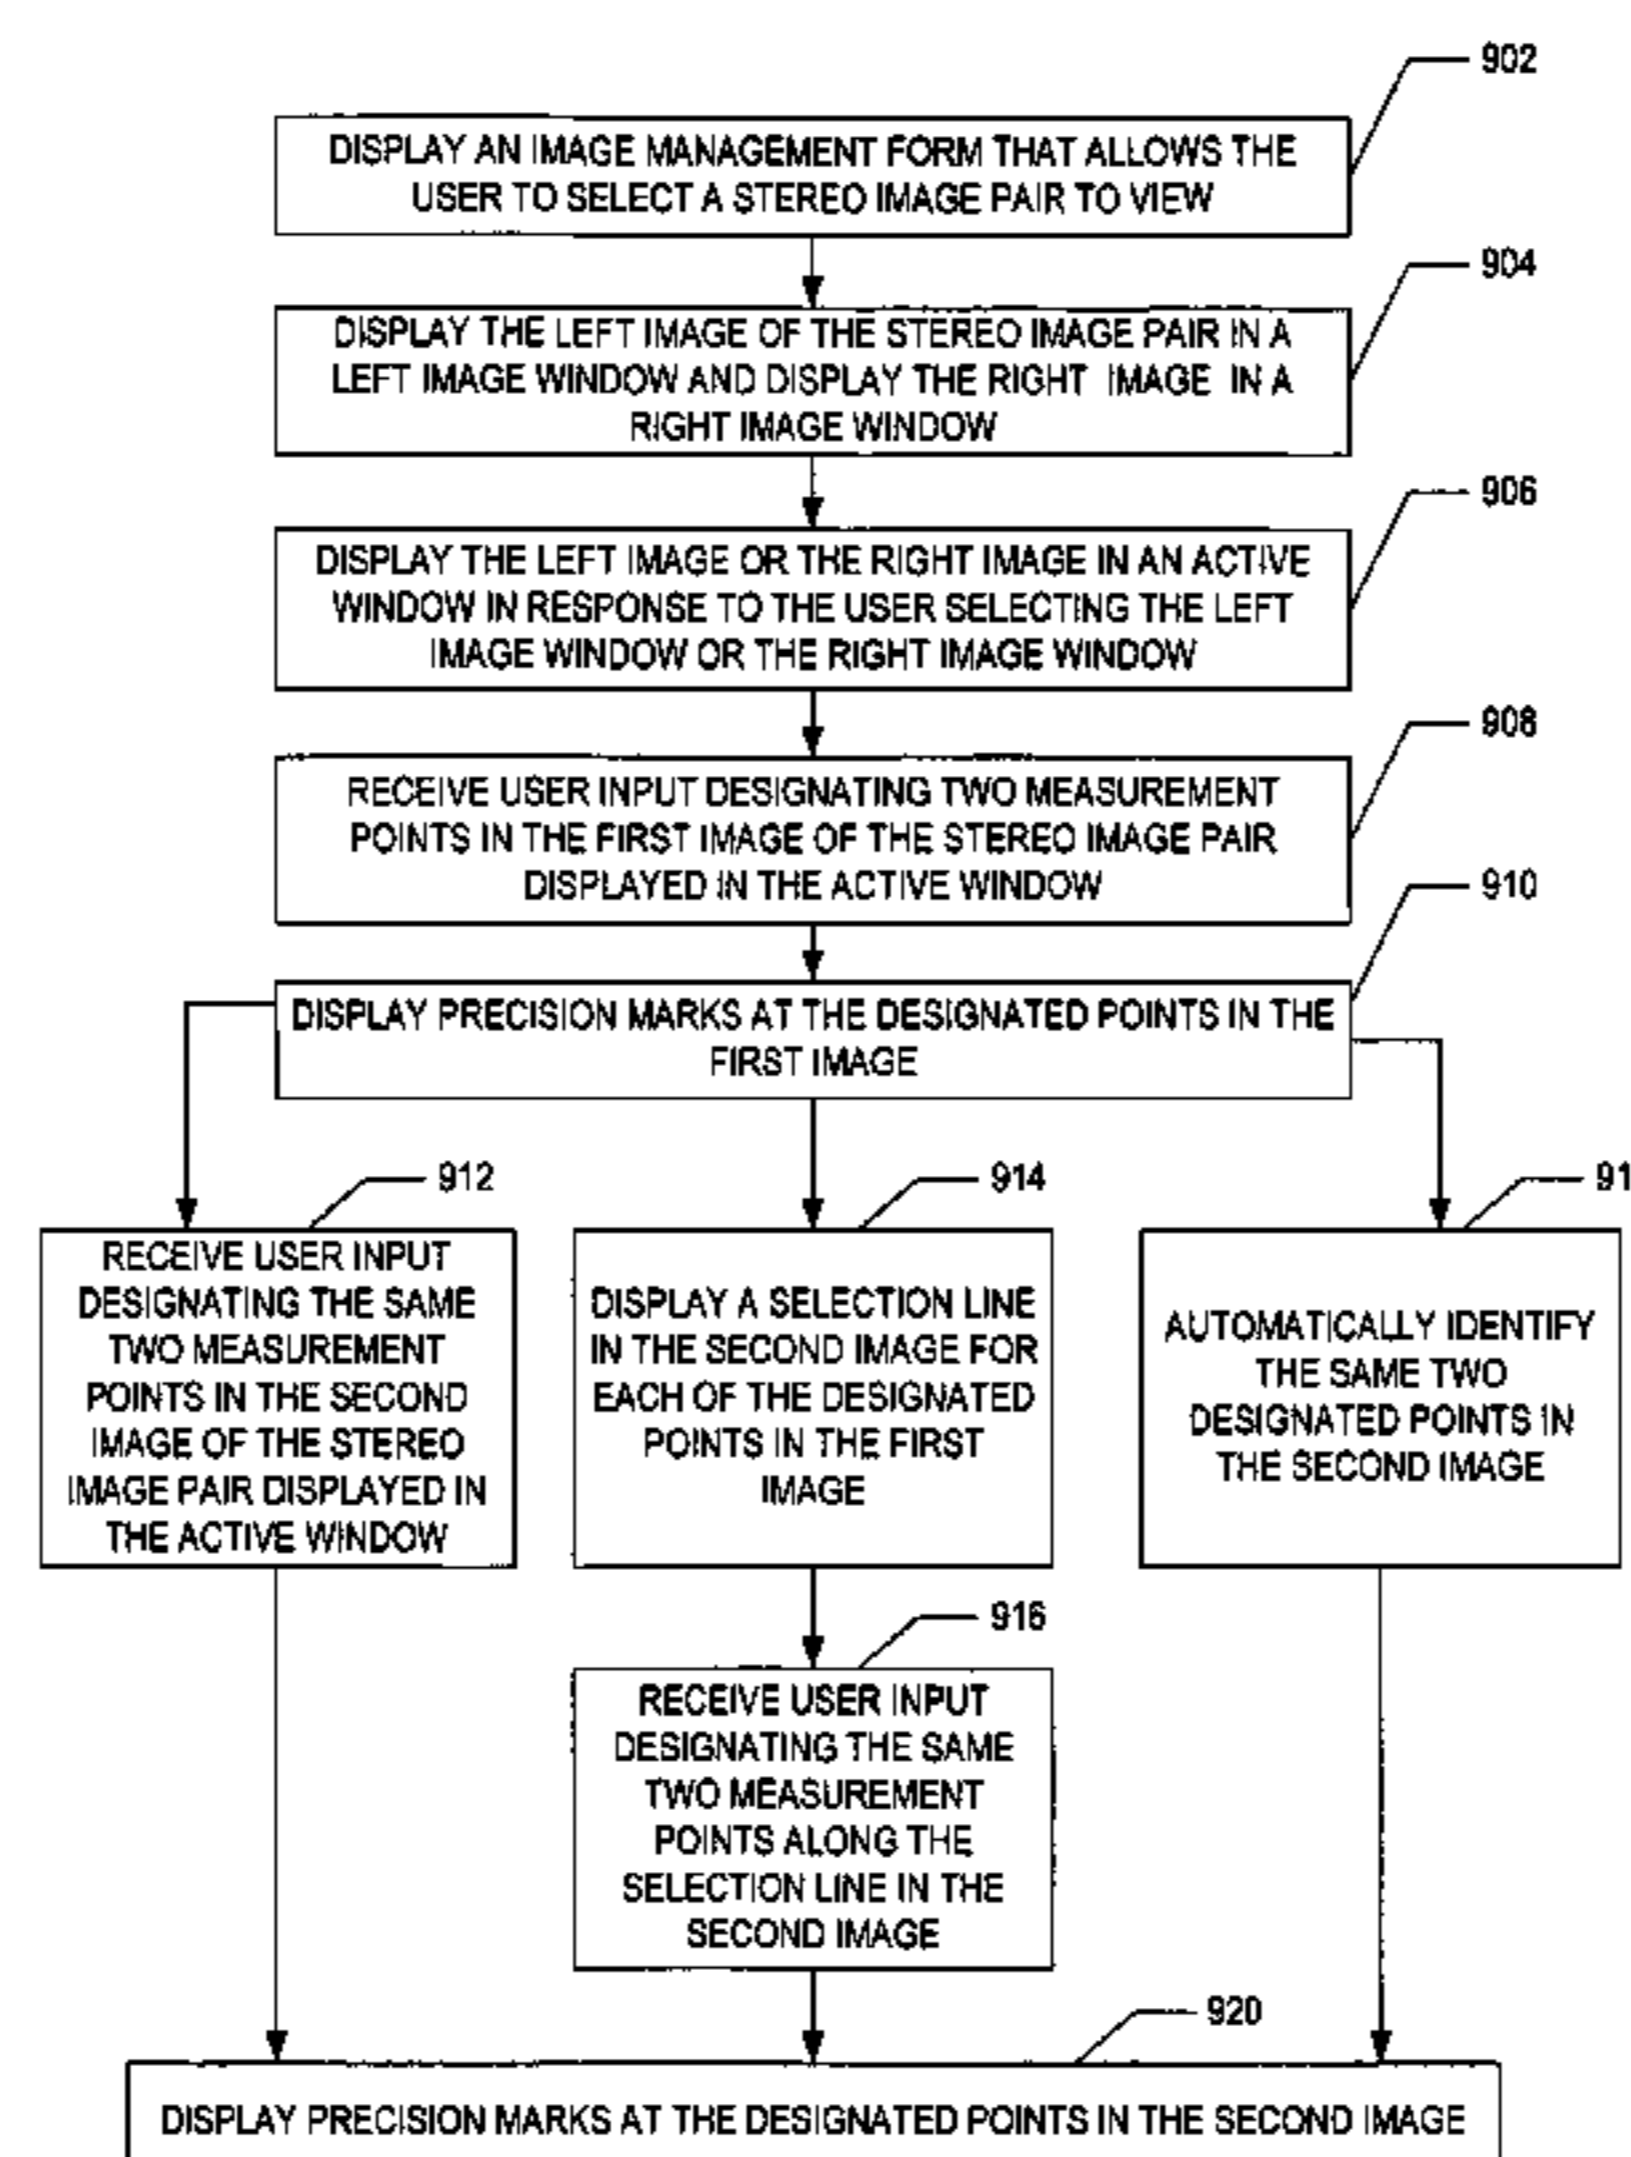 902
DISPLAY AN IMAGE MANAGEMENT FORM THAT ALLOWS THE
USER TO SELECT A STEREO IMAGE PAIR TO VIEW
904
DISPLAY THE LEFT IMAGE OF THE STEREO IMAGE PAIR IN A
LEFT IMAGE WINDOW AND DISPLAY THE RIGHT IMAGE IN A
RIGHT IMAGE WINDOW
906
DISPLAY THE LEFT IMAGE OR THE RIGHT IMAGE IN AN ACTIVE
WINDOW IN RESPONSE TO THE USER SELECTING THE LEFT
IMAGE WINDOW OR THE RIGHT IMAGE WINDOW
908
RECEIVE USER INPUT DESIGNATING TWO MEASUREMENT
POINTS IN THE FIRST IMAGE OF THE STEREO IMAGE PAIR
DISPLAYED IN THE ACTIVE WINDOW
910
DISPLAY PRECISION MARKS AT THE DESIGNATED POINTS IN THE
FIRST IMAGE
912
RECEIVE USER INPUT
DESIGNATING THE SAME
TWO MEASUREMENT
POINTS IN THE SECOND
IMAGE OF THE STEREO
IMAGE PAIR DISPLAYED IN
THE ACTIVE WINDOW
914
DISPLAY A SELECTION LINE
IN THE SECOND IMAGE FOR
EACH OF THE DESIGNATED
POINTS IN THE FIRST
IMAGE
91
AUTOMATICALLY IDENTIFY
THE SAME TWO
DESIGNATED POINTS IN
THE SECOND IMAGE
916
RECEIVE USER INPUT
DESIGNATING THE SAME
TWO MEASUREMENT
POINTS ALONG THE
SELECTION LINE IN THE
SECOND IMAGE
920
DISPLAY PRECISION MARKS AT THE DESIGNATED POINTS IN THE SECOND IMAGE